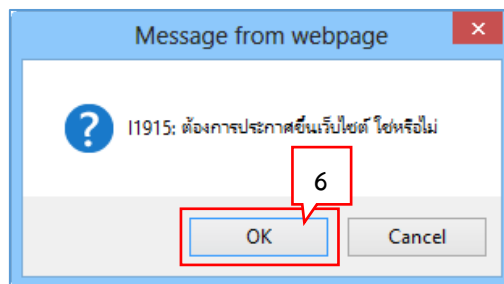 Message from webpage
x
I1915: ต้องการประกาศขึ้นเว็บไซต์ ใช่หรือไม่
6
OK
Cancel